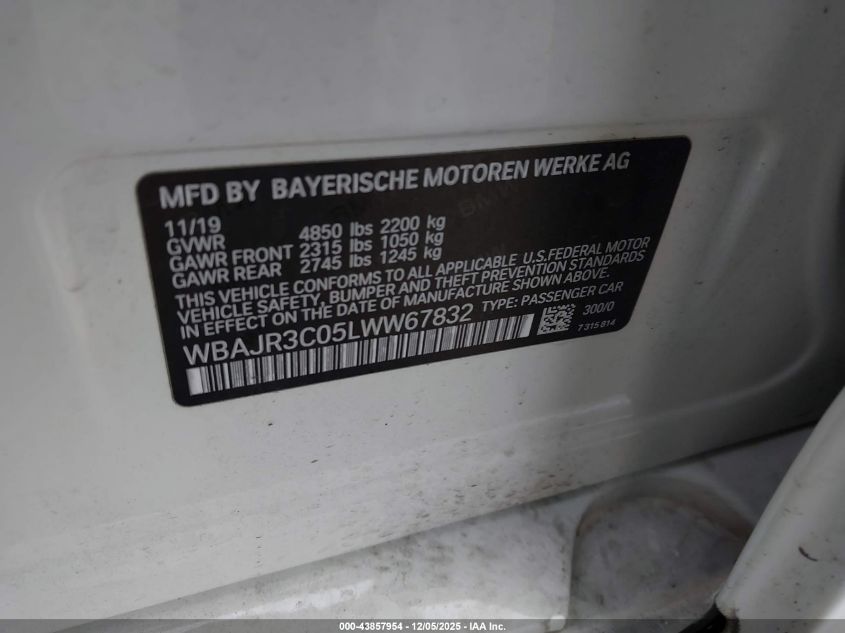 MFD BY BAYERISCHE MOTOREN WERKE AG
11/19
GVWR 4850 lbs 2200 kg
GAWR FRONT 2315 lbs 1050 kg
GAWR REAR 2745 lbs 1245 kg
THIS VEHICLE CONFORMS TO ALL APPLICABLE U.S.FEDERAL MOTOR
VEHICLE SAFETY, BUMPER AND THEFT PREVENTION STANDARDS
IN EFFECT ON THE DATE OF MANUFACTURE SHOWN ABOVE.
WBAJR3C05LWW67832 TYPE: PASSENGER CAR
300/0
7 315 814
000-43857954 - 12/05/2025 - IAA Inc.